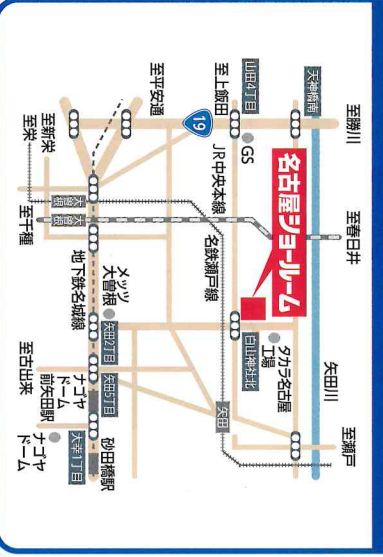 至勝川
至春日井
矢田川
至瀬戸
天神橋南
山田4丁目
GS
名古屋ショールーム
タカラ名古屋
工場
白山神社北
至上飯田
19
JR中央本線
名鉄瀬戸線
矢田
至平安通
至新栄
至栄
大曽根
大曽根
至千種
地下鉄名城線
メッツ
大曽根
矢田2丁目
矢田5丁目
至古出来
ナゴヤ
ドーム
前矢田駅
砂田橋駅
大幸1丁目
ナゴヤ
ドーム